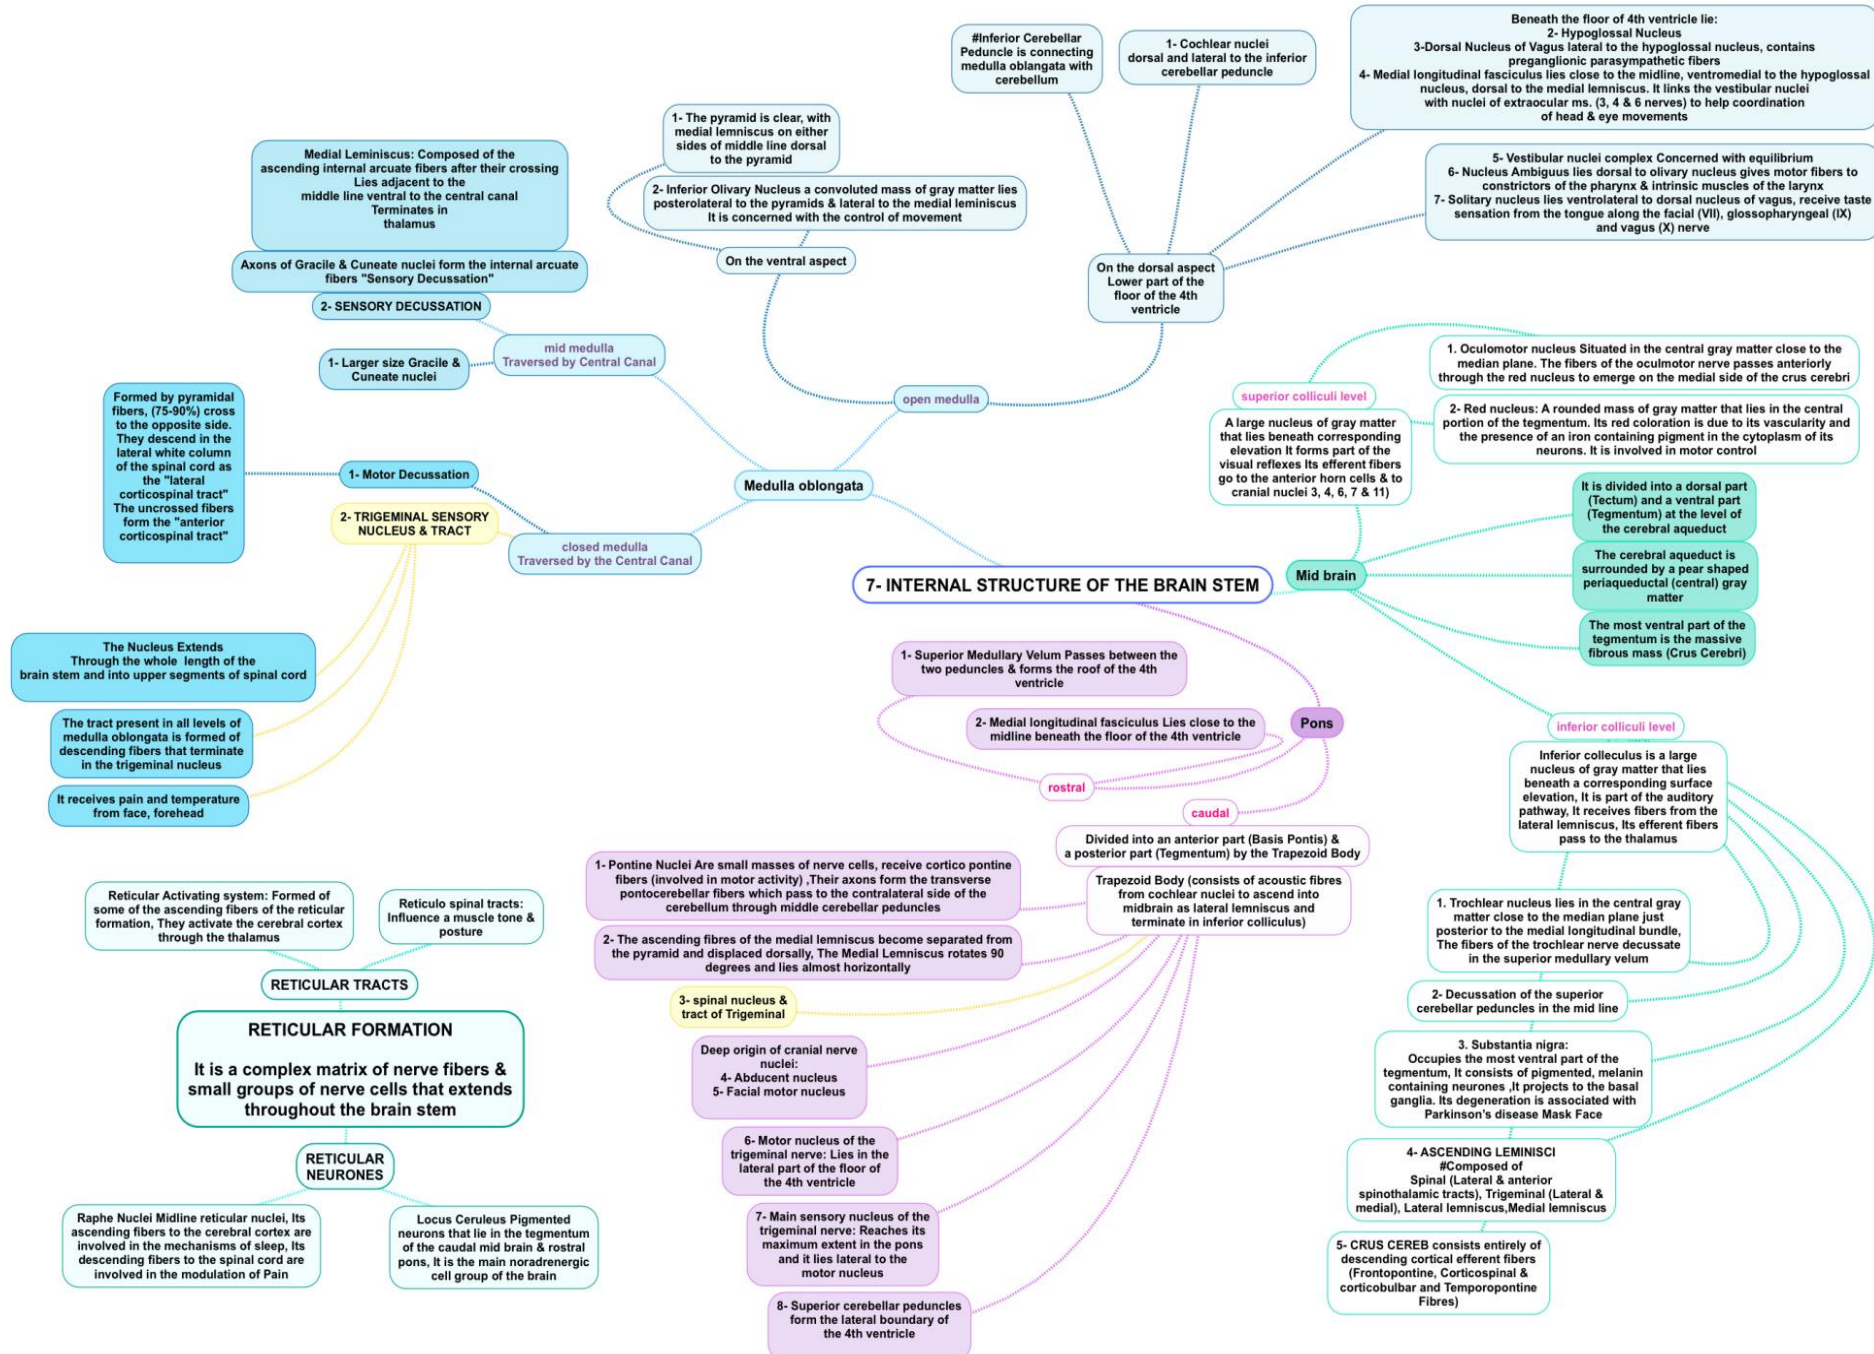 7- INTERNAL STRUCTURE OF THE BRAIN STEM
Medulla oblongata
open medulla
On the ventral aspect
1- The pyramid is clear, with
medial lemniscus on either
sides of middle line dorsal
to the pyramid
2- Inferior Olivary Nucleus a convoluted mass of gray matter lies
posterolateral to the pyramids & lateral to the medial leminiscus
It is concerned with the control of movement
On the dorsal aspect
Lower part of the
floor of the 4th
ventricle
#Inferior Cerebellar
Peduncle is connecting
medulla oblangata with
cerebellum
1- Cochlear nuclei
dorsal and lateral to the inferior
cerebellar peduncle
Beneath the floor of 4th ventricle lie:
2- Hypoglossal Nucleus
3-Dorsal Nucleus of Vagus lateral to the hypoglossal nucleus, contains
preganglionic parasympathetic fibers
4- Medial longitudinal fasciculus lies close to the midline, ventromedial to the hypoglossal
nucleus, dorsal to the medial lemniscus. It links the vestibular nuclei
with nuclei of extraocular ms. (3, 4 & 6 nerves) to help coordination
of head & eye movements
5- Vestibular nuclei complex Concerned with equilibrium
6- Nucleus Ambiguus lies dorsal to olivary nucleus gives motor fibers to
constrictors of the pharynx & intrinsic muscles of the larynx
7- Solitary nucleus lies ventrolateral to dorsal nucleus of vagus, receive taste
sensation from the tongue along the facial (VII), glossopharyngeal (IX)
and vagus (X) nerve
mid medulla
Traversed by Central Canal
Medial Leminiscus: Composed of the
ascending internal arcuate fibers after their crossing
Lies adjacent to the
middle line ventral to the central canal
Terminates in
thalamus
Axons of Gracile & Cuneate nuclei form the internal arcuate
fibers "Sensory Decussation"
2- SENSORY DECUSSATION
1- Larger size Gracile &
Cuneate nuclei
closed medulla
Traversed by the Central Canal
1- Motor Decussation
Formed by pyramidal
fibers, (75-90%) cross
to the opposite side.
They descend in the
lateral white column
of the spinal cord as
the "lateral
corticospinal tract"
The uncrossed fibers
form the "anterior
corticospinal tract"
2- TRIGEMINAL SENSORY
NUCLEUS & TRACT
The Nucleus Extends
Through the whole length of the
brain stem and into upper segments of spinal cord
The tract present in all levels of
medulla oblongata is formed of
descending fibers that terminate
in the trigeminal nucleus
It receives pain and temperature
from face, forehead
Mid brain
superior colliculi level
A large nucleus of gray matter
that lies beneath corresponding
elevation It forms part of the
visual reflexes Its efferent fibers
go to the anterior horn cells & to
cranial nuclei 3, 4, 6, 7 & 11)
1. Oculomotor nucleus Situated in the central gray matter close to the
median plane. The fibers of the oculmotor nerve passes anteriorly
through the red nucleus to emerge on the medial side of the crus cerebri
2- Red nucleus: A rounded mass of gray matter that lies in the central
portion of the tegmentum. Its red coloration is due to its vascularity and
the presence of an iron containing pigment in the cytoplasm of its
neurons. It is involved in motor control
It is divided into a dorsal part
(Tectum) and a ventral part
(Tegmentum) at the level of
the cerebral aqueduct
The cerebral aqueduct is
surrounded by a pear shaped
periaqueductal (central) gray
matter
The most ventral part of the
tegmentum is the massive
fibrous mass (Crus Cerebri)
inferior colliculi level
Inferior colleculus is a large
nucleus of gray matter that lies
beneath a corresponding surface
elevation, It is part of the auditory
pathway, It receives fibers from the
lateral lemniscus, Its efferent fibers
pass to the thalamus
1. Trochlear nucleus lies in the central gray
matter close to the median plane just
posterior to the medial longitudinal bundle,
The fibers of the trochlear nerve decussate
in the superior medullary velum
2- Decussation of the superior
cerebellar peduncles in the mid line
3. Substantia nigra:
Occupies the most ventral part of the
tegmentum, It consists of pigmented, melanin
containing neurones ,It projects to the basal
ganglia. Its degeneration is associated with
Parkinson's disease Mask Face
4- ASCENDING LEMINISCI
#Composed of
Spinal (Lateral & anterior
spinothalamic tracts), Trigeminal (Lateral &
medial), Lateral lemniscus,Medial lemniscus
5- CRUS CEREB consists entirely of
descending cortical efferent fibers
(Frontopontine, Corticospinal &
corticobulbar and Temporopontine
Fibres)
Pons
rostral
1- Superior Medullary Velum Passes between the
two peduncles & forms the roof of the 4th
ventricle
2- Medial longitudinal fasciculus Lies close to the
midline beneath the floor of the 4th ventricle
caudal
Divided into an anterior part (Basis Pontis) &
a posterior part (Tegmentum) by the Trapezoid Body
Trapezoid Body (consists of acoustic fibres
from cochlear nuclei to ascend into
midbrain as lateral lemniscus and
terminate in inferior colliculus)
1- Pontine Nuclei Are small masses of nerve cells, receive cortico pontine
fibers (involved in motor activity) ,Their axons form the transverse
pontocerebellar fibers which pass to the contralateral side of the
cerebellum through middle cerebellar peduncles
2- The ascending fibres of the medial lemniscus become separated from
the pyramid and displaced dorsally, The Medial Lemniscus rotates 90
degrees and lies almost horizontally
3- spinal nucleus &
tract of Trigeminal
Deep origin of cranial nerve
nuclei:
4- Abducent nucleus
5- Facial motor nucleus
6- Motor nucleus of the
trigeminal nerve: Lies in the
lateral part of the floor of
the 4th ventricle
7- Main sensory nucleus of the
trigeminal nerve: Reaches its
maximum extent in the pons
and it lies lateral to the
motor nucleus
8- Superior cerebellar peduncles
form the lateral boundary of
the 4th ventricle
Reticular Activating system: Formed of
some of the ascending fibers of the reticular
formation, They activate the cerebral cortex
through the thalamus
Reticulo spinal tracts:
Influence a muscle tone &
posture
RETICULAR TRACTS
RETICULAR FORMATION
It is a complex matrix of nerve fibers &
small groups of nerve cells that extends
throughout the brain stem
RETICULAR
NEURONES
Raphe Nuclei Midline reticular nuclei, Its
ascending fibers to the cerebral cortex are
involved in the mechanisms of sleep, Its
descending fibers to the spinal cord are
involved in the modulation of Pain
Locus Ceruleus Pigmented
neurons that lie in the tegmentum
of the caudal mid brain & rostral
pons, It is the main noradrenergic
cell group of the brain